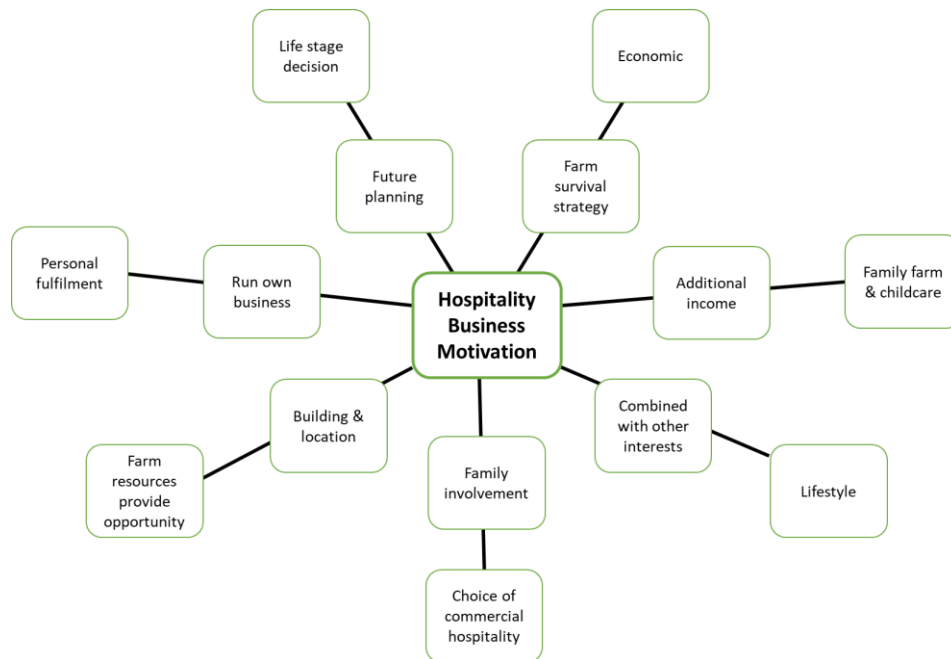 Life stage
decision
Economic
Future
planning
Farm
survival
strategy
Personal
fulfilment
Run own
business
Hospitality
Business
Motivation
Additional
income
Family farm
& childcare
Building &
location
Combined
with other
interests
Farm
resources
provide
opportunity
Family
involvement
Lifestyle
Choice of
commercial
hospitality